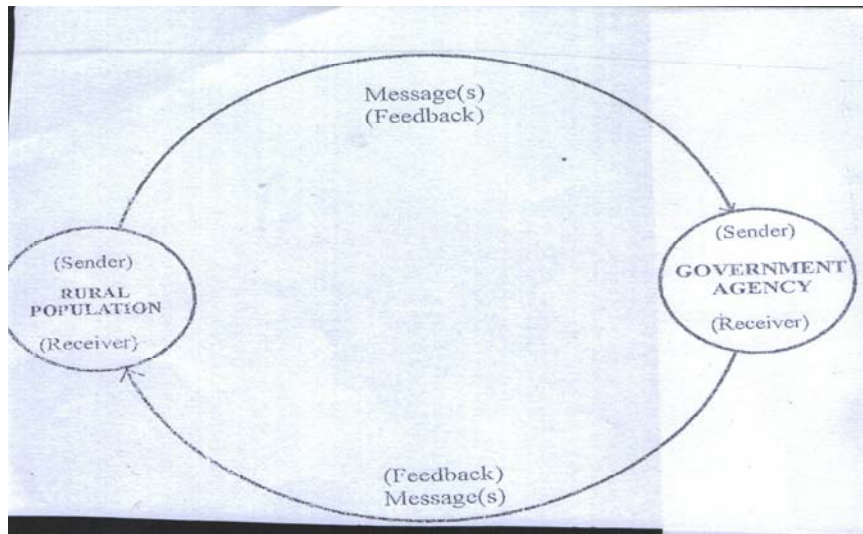 Message(s)
(Feedback)
(Sender)
RURAL
POPULATION
(Receiver)
(Sender)
GOVERNMENT
AGENCY
(Receiver)
(Feedback)
Message(s)